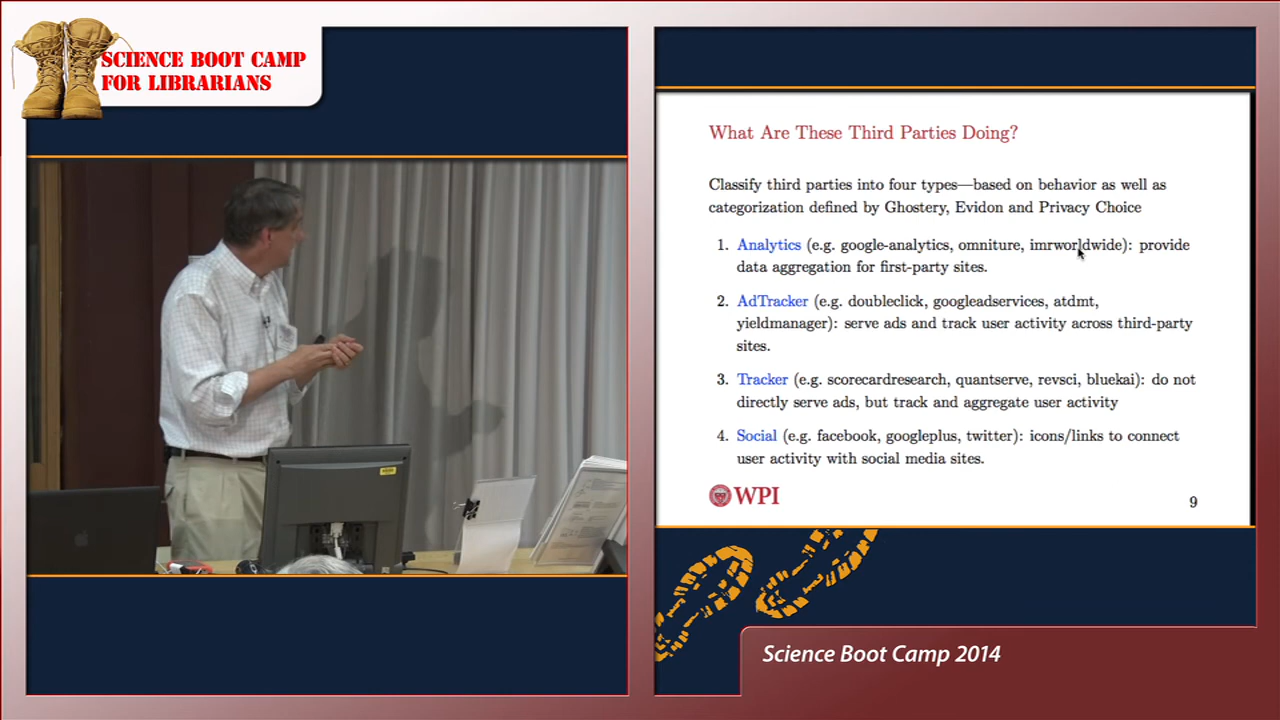 SCIENCE BOOT CAMP
FOR LIBRARIANS
What Are These Third Parties Doing?
Classify third parties into four types—based on behavior as well as
categorization defined by Ghostery, Evidon and Privacy Choice
1. Analytics (e.g. google-analytics, omniture, imrworldwide): provide
data aggregation for first-party sites.
2. AdTracker (e.g. doubleclick, googleadservices, atdmt,
yieldmanager): serve ads and track user activity across third-party
sites.
3. Tracker (e.g. scorecardresearch, quantserve, revsci, bluekai): do not
directly serve ads, but track and aggregate user activity
4. Social (e.g. facebook, googleplus, twitter): icons/links to connect
user activity with social media sites.
WPI
9
Science Boot Camp 2014